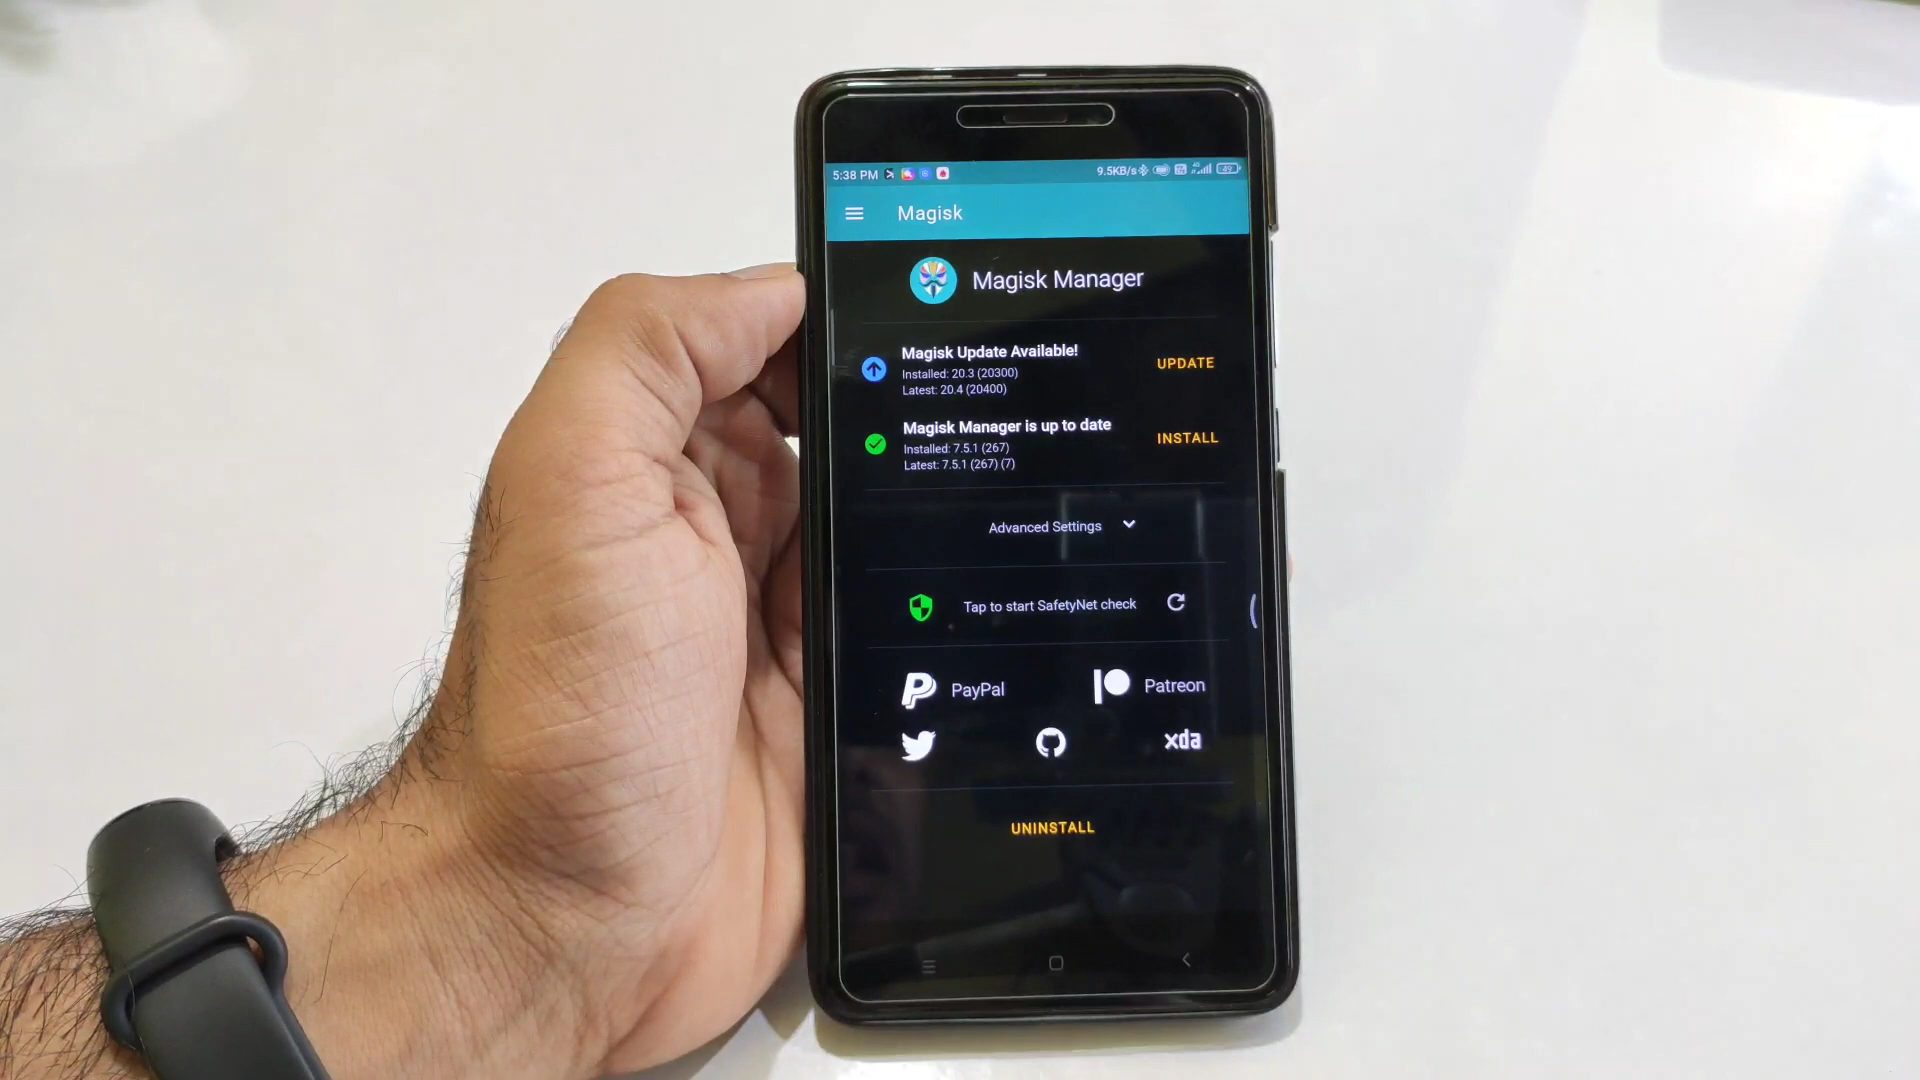 5:38 PM 9.5KB/s 4G 49
Magisk
Magisk Manager
Magisk Update Available!
Installed: 20.3 (20300)
Latest: 20.4 (20400)
UPDATE
Magisk Manager is up to date
Installed: 7.5.1 (267)
Latest: 7.5.1 (267) (7)
INSTALL
Advanced Settings
Tap to start SafetyNet check
PayPal
Patreon
xda
UNINSTALL